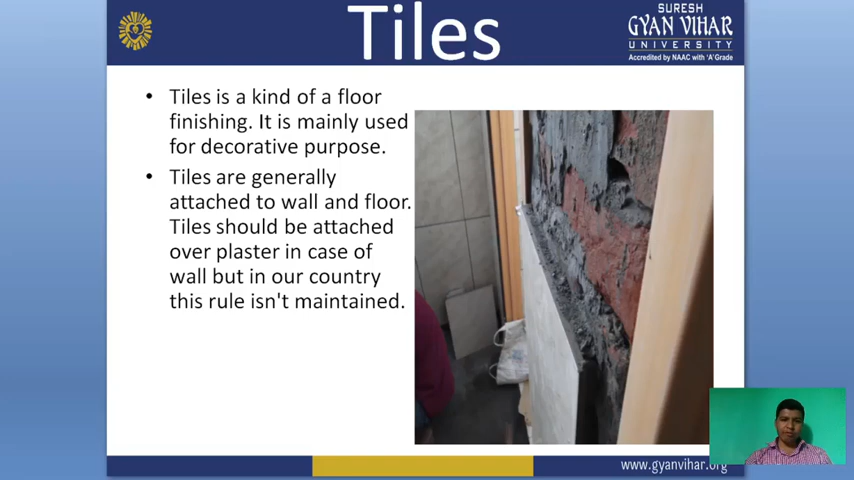 Tiles
SURESH
GYAN VIHAR
UNIVERSITY
Accredited by NAAC with 'A' Grade
• Tiles is a kind of a floor
finishing. It is mainly used
for decorative purpose.
• Tiles are generally
attached to wall and floor.
Tiles should be attached
over plaster in case of
wall but in our country
this rule isn't maintained.
www.gyanvihar.org